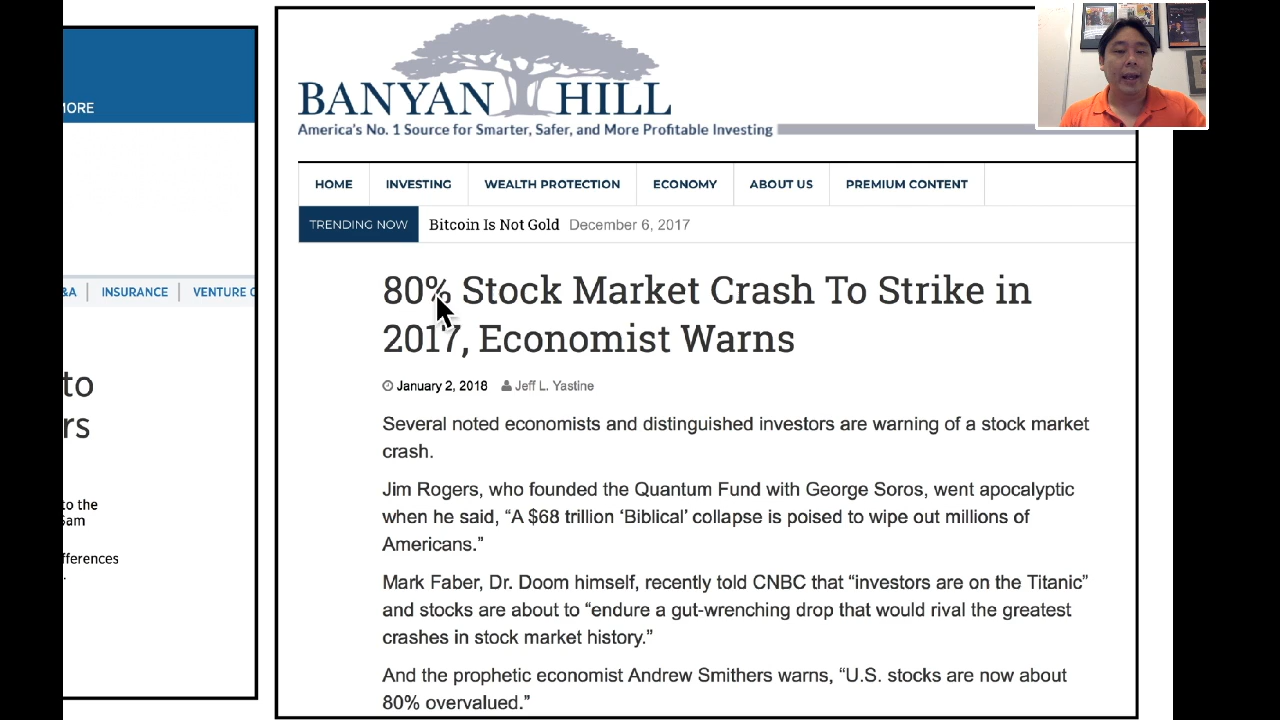 MORE
&A
INSURANCE
VENTURE
to
rs
to the
Sam
fferences
.
BANYAN HILL
America's No. 1 Source for Smarter, Safer, and More Profitable Investing
HOME
INVESTING
WEALTH PROTECTION
ECONOMY
ABOUT US
PREMIUM CONTENT
TRENDING NOW
Bitcoin Is Not Gold December 6, 2017
80% Stock Market Crash To Strike in
2017, Economist Warns
January 2, 2018 Jeff L. Yastine
Several noted economists and distinguished investors are warning of a stock market
crash.
Jim Rogers, who founded the Quantum Fund with George Soros, went apocalyptic
when he said, “A $68 trillion ‘Biblical’ collapse is poised to wipe out millions of
Americans.”
Mark Faber, Dr. Doom himself, recently told CNBC that “investors are on the Titanic”
and stocks are about to “endure a gut-wrenching drop that would rival the greatest
crashes in stock market history.”
And the prophetic economist Andrew Smithers warns, “U.S. stocks are now about
80% overvalued.”